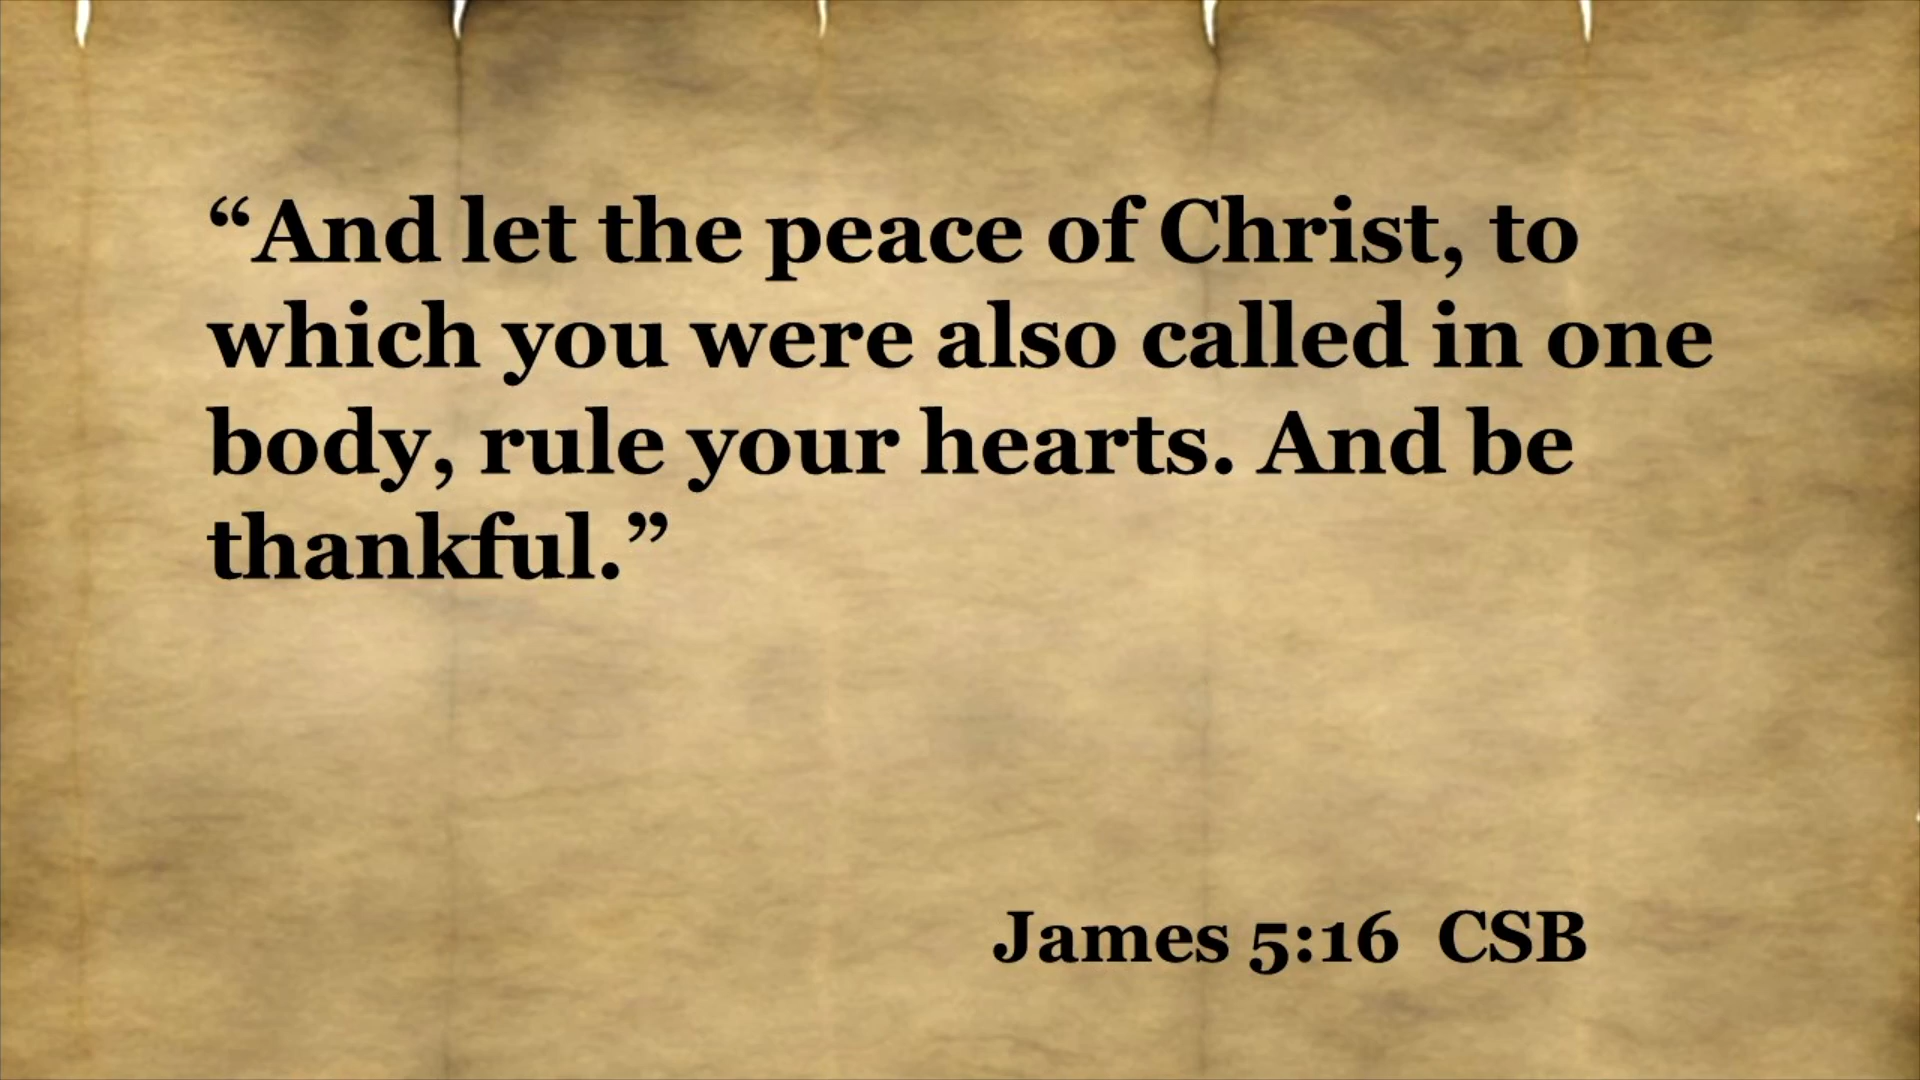 “And let the peace of Christ, to
which you were also called in one
body, rule your hearts. And be
thankful.”
James 5:16 CSB